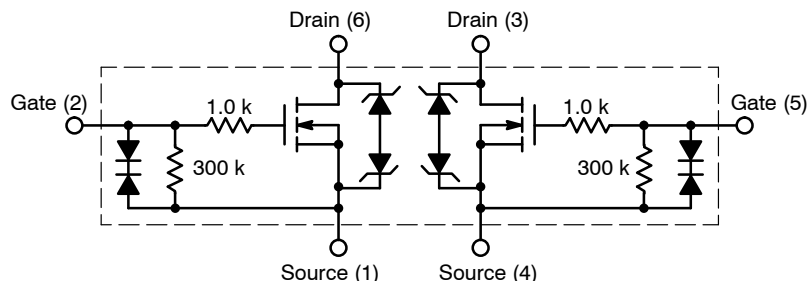 Drain (6)
Drain (3)
Gate (2)
1.0 k
1.0 k
Gate (5)
300 k
300 k
Source (1)
Source (4)